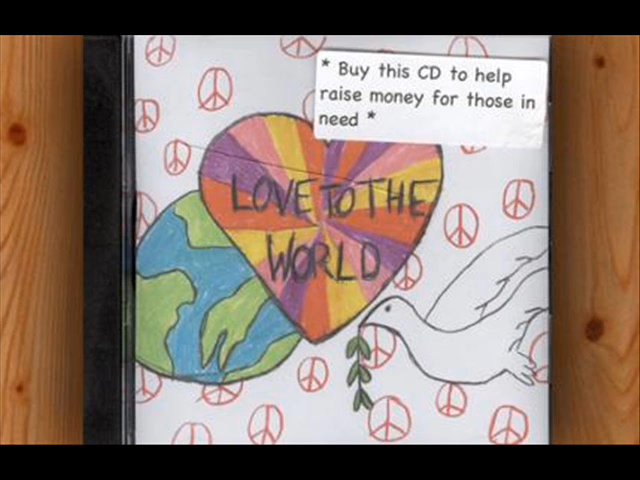 * Buy this CD to help
raise money for those in
need *
LOVE TO THE
WORLD